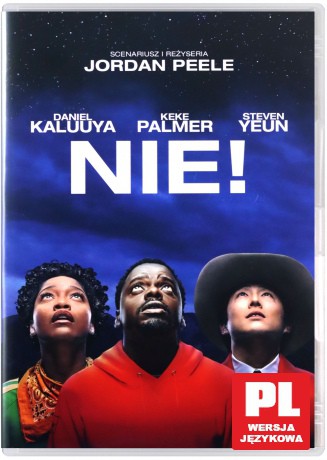 SCENARIUSZ I REŻYSERIA
JORDAN PEELE
DANIEL KALUUYA
KEKE PALMER
STEVEN YEUN
NIE!
PL
WERSJA
JĘZYKOWA